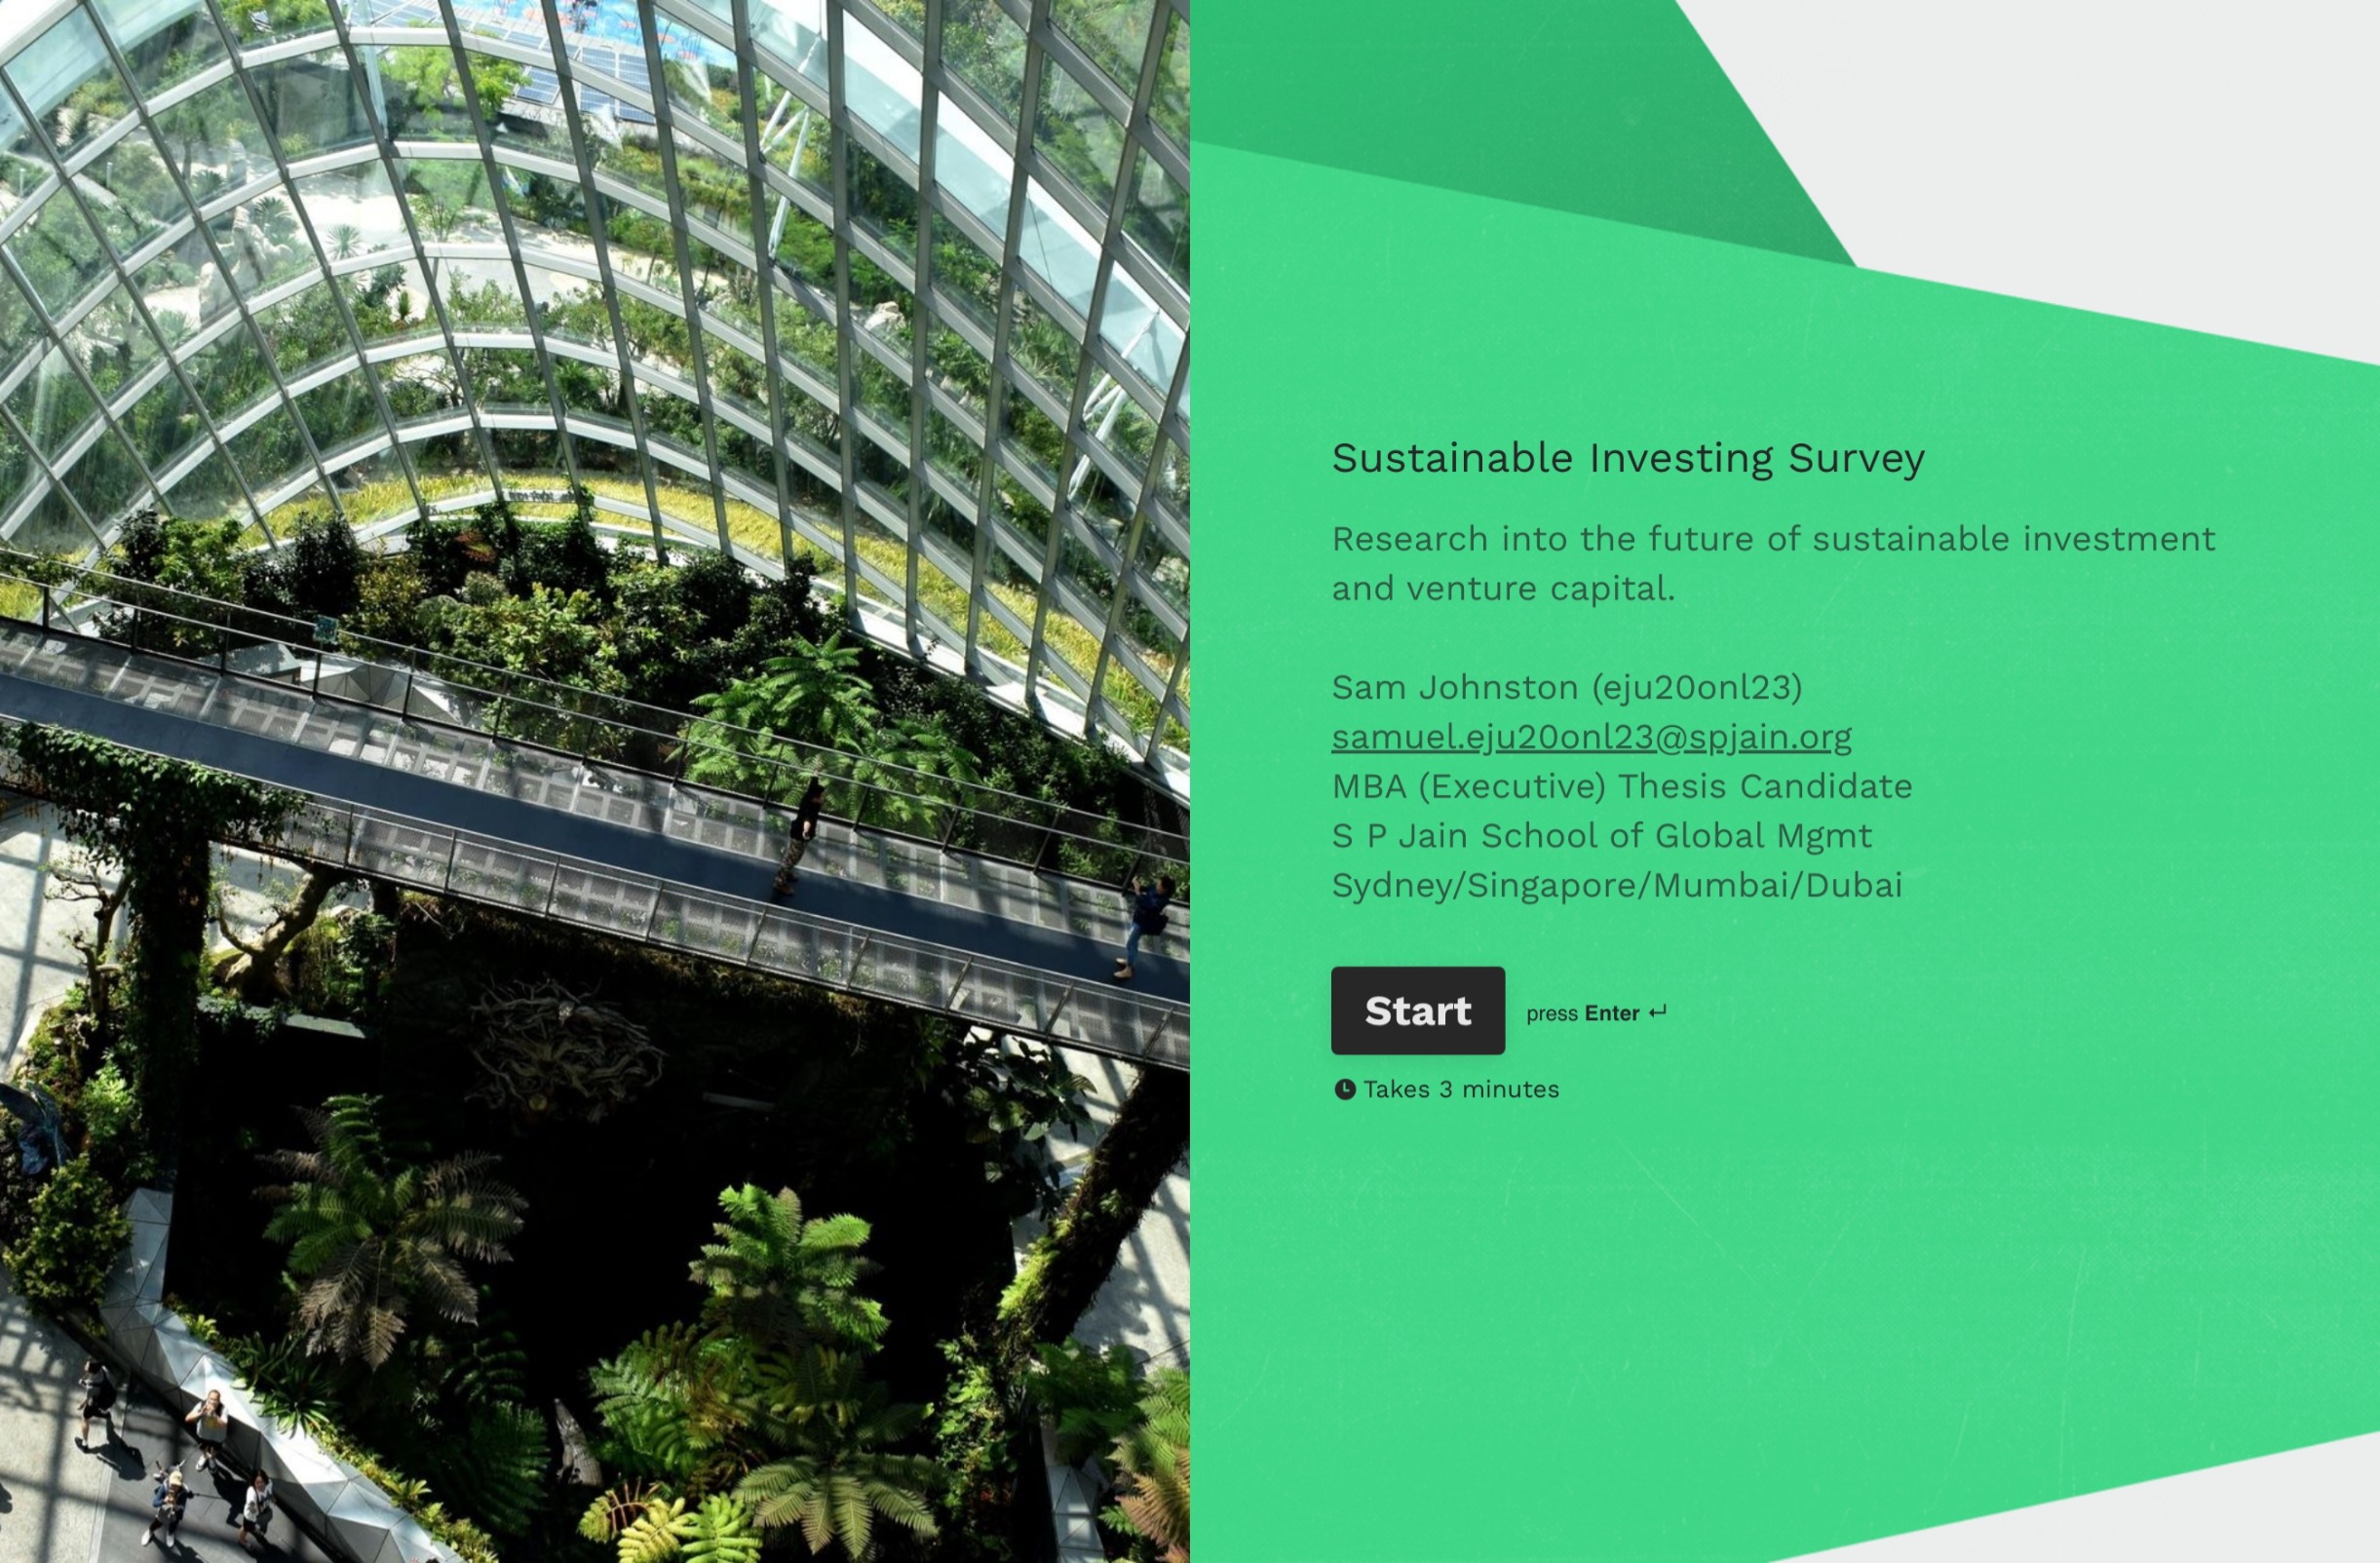 Sustainable Investing Survey
Research into the future of sustainable investment
and venture capital.
Sam Johnston (eju20onl23)
samuel.eju20onl23@spjain.org
MBA (Executive) Thesis Candidate
S P Jain School of Global Mgmt
Sydney/Singapore/Mumbai/Dubai
Start press Enter ↵
Takes 3 minutes